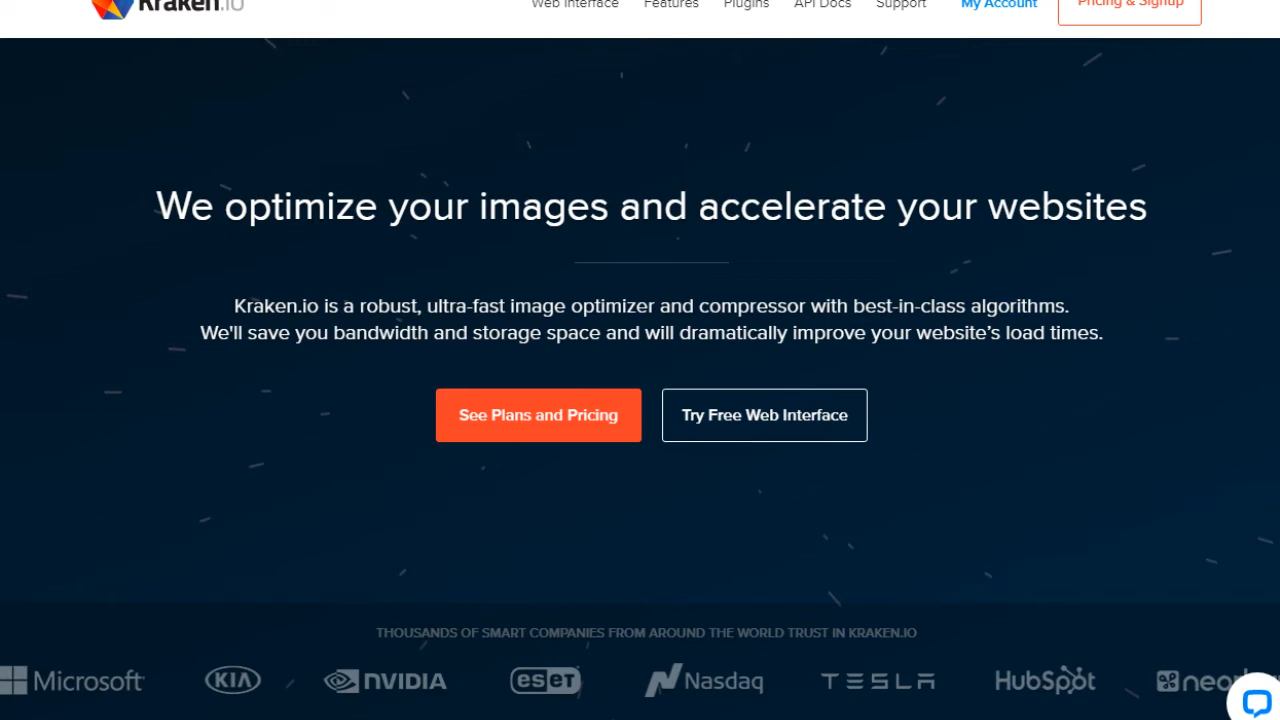 Kraken.io
Web Interface Features Plugins API Docs Support My Account Pricing & Signup
We optimize your images and accelerate your websites
Kraken.io is a robust, ultra-fast image optimizer and compressor with best-in-class algorithms.
We'll save you bandwidth and storage space and will dramatically improve your website’s load times.
See Plans and Pricing Try Free Web Interface
THOUSANDS OF SMART COMPANIES FROM AROUND THE WORLD TRUST IN KRAKEN.IO
Microsoft KIA NVIDIA eseT Nasdaq TESLA HubSpot